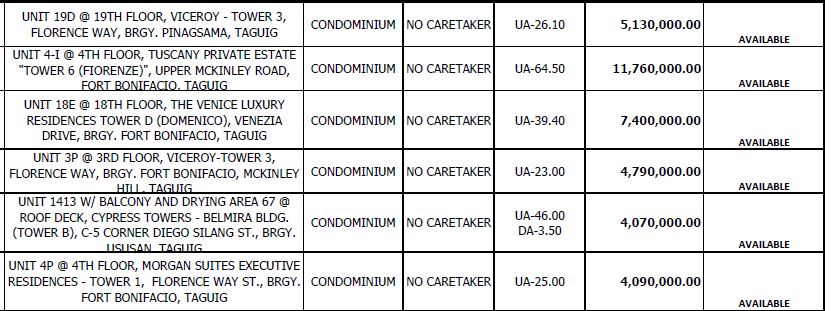 UNIT 19D @ 19TH FLOOR, VICEROY - TOWER 3,
FLORENCE WAY, BRGY. PINAGSAMA, TAGUIG
CONDOMINIUM
NO CARETAKER
UA-26.10
5,130,000.00
AVAILABLE
UNIT 4-I @ 4TH FLOOR, TUSCANY PRIVATE ESTATE
"TOWER 6 (FIORENZE)", UPPER MCKINLEY ROAD,
FORT BONIFACIO, TAGUIG
CONDOMINIUM
NO CARETAKER
UA-64.50
11,760,000.00
AVAILABLE
UNIT 18E @ 18TH FLOOR, THE VENICE LUXURY
RESIDENCES TOWER D (DOMENICO), VENEZIA
DRIVE, BRGY. FORT BONIFACIO, TAGUIG
CONDOMINIUM
NO CARETAKER
UA-39.40
7,400,000.00
AVAILABLE
UNIT 3P @ 3RD FLOOR, VICEROY-TOWER 3,
FLORENCE WAY, BRGY. FORT BONIFACIO, MCKINLEY
HILL, TAGUIG
CONDOMINIUM
NO CARETAKER
UA-23.00
4,790,000.00
AVAILABLE
UNIT 1413 W/ BALCONY AND DRYING AREA 67 @
ROOF DECK, CYPRESS TOWERS - BELMIRA BLDG.
(TOWER B), C-5 CORNER DIEGO SILANG ST., BRGY.
USUSAN, TAGUIG
CONDOMINIUM
NO CARETAKER
UA-46.00
DA-3.50
4,070,000.00
AVAILABLE
UNIT 4P @ 4TH FLOOR, MORGAN SUITES EXECUTIVE
RESIDENCES - TOWER 1, FLORENCE WAY ST., BRGY.
FORT BONIFACIO, TAGUIG
CONDOMINIUM
NO CARETAKER
UA-25.00
4,090,000.00
AVAILABLE